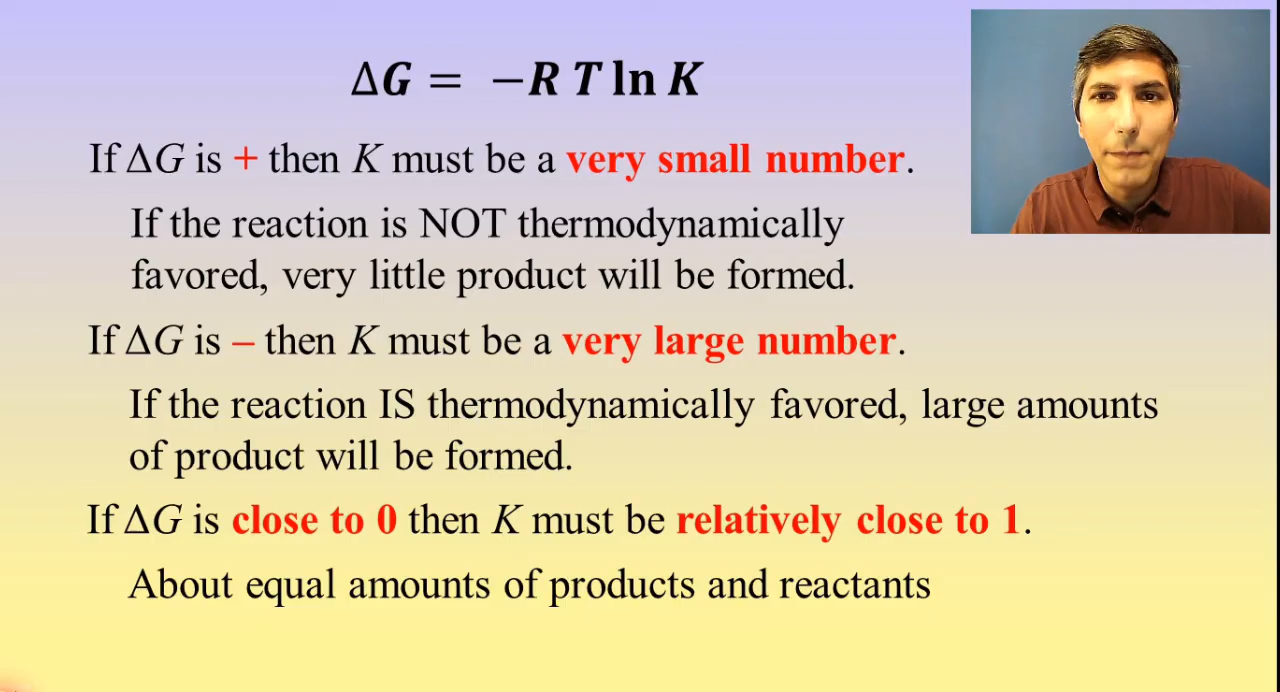 ΔG = −R T ln K
If ΔG is + then K must be a very small number.
If the reaction is NOT thermodynamically
favored, very little product will be formed.
If ΔG is – then K must be a very large number.
If the reaction IS thermodynamically favored, large amounts
of product will be formed.
If ΔG is close to 0 then K must be relatively close to 1.
About equal amounts of products and reactants